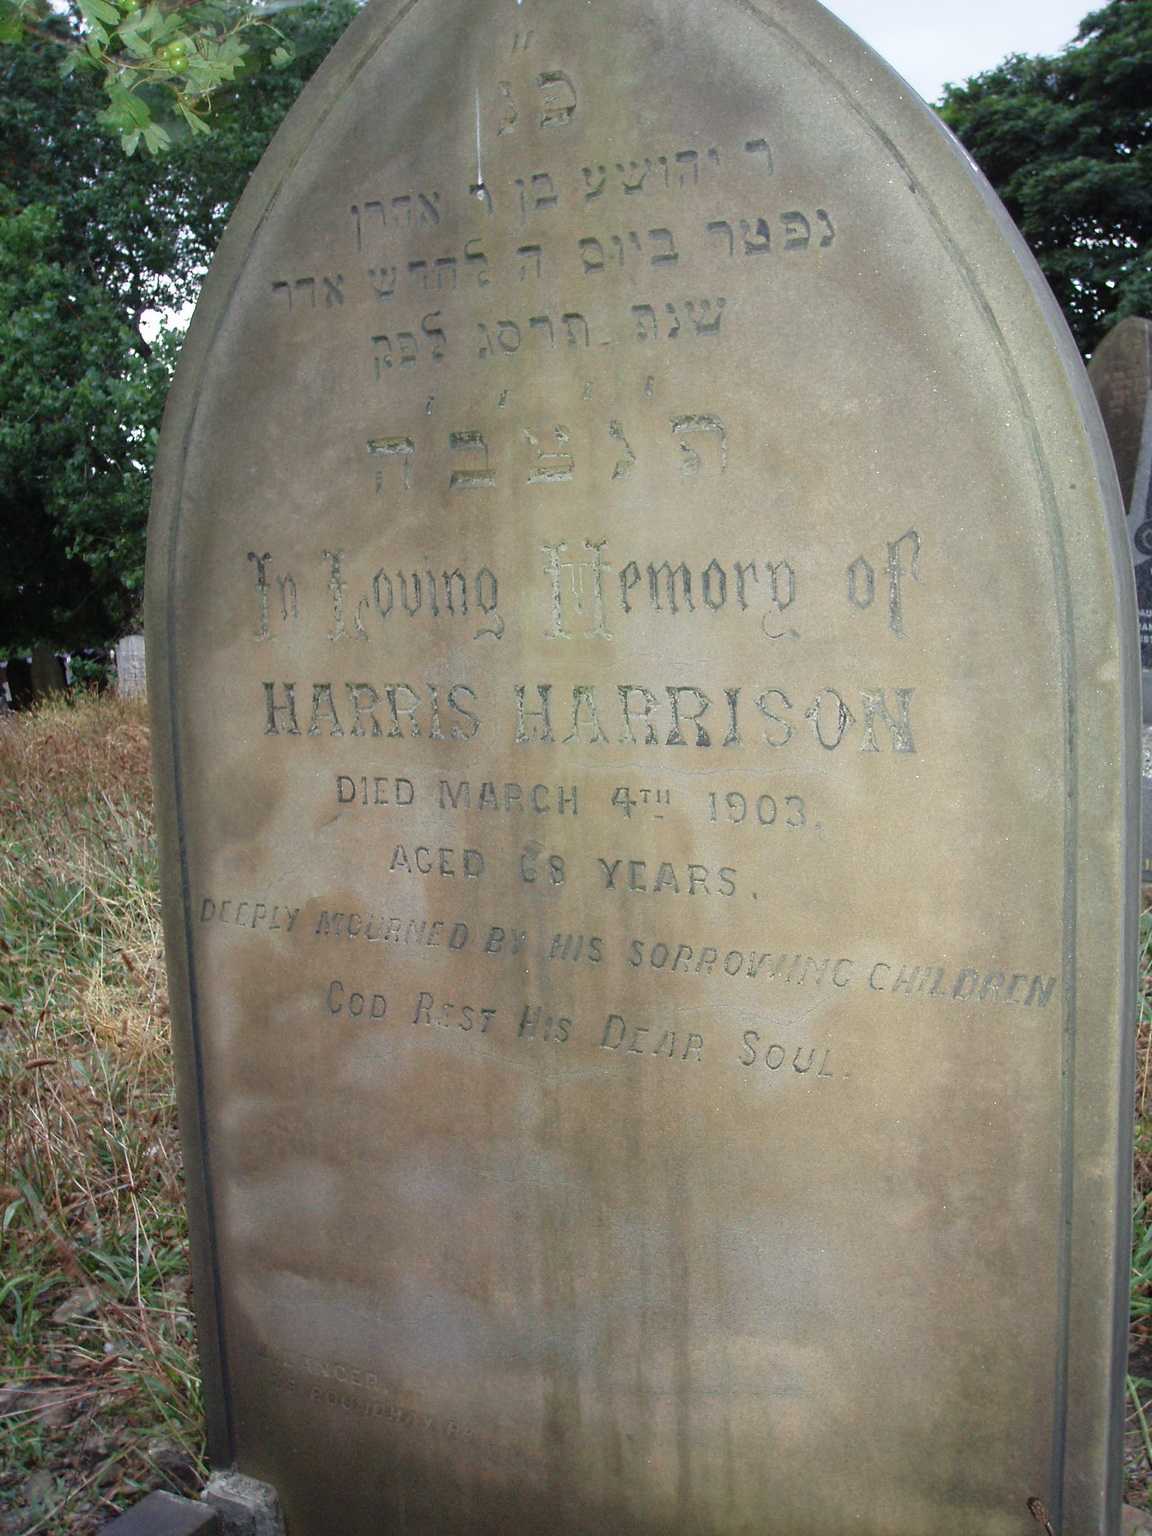 פ״נ
ר יהושע בן ר אהרן
נפטר ביום ה לחדש אדר
שנת תרסג לפק
ת׳נ׳צ׳ב׳ה
In Loving Memory of
HARRIS HARRISON
DIED MARCH 4TH 1903.
AGED 68 YEARS.
DEEPLY MOURNED BY HIS SORROWING CHILDREN
GOD REST HIS DEAR SOUL.